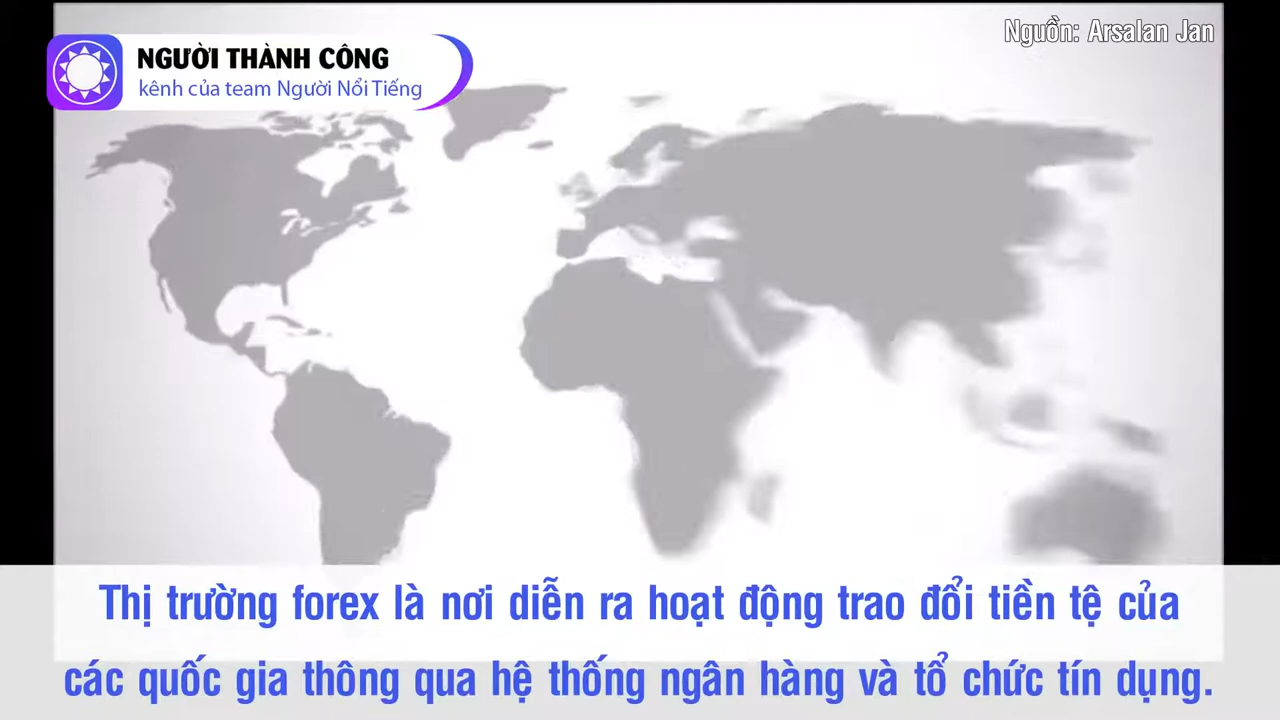 Nguồn: Arsalan Jan
NGƯỜI THÀNH CÔNG
kênh của team Người Nổi Tiếng
Thị trường forex là nơi diễn ra hoạt động trao đổi tiền tệ của
các quốc gia thông qua hệ thống ngân hàng và tổ chức tín dụng.